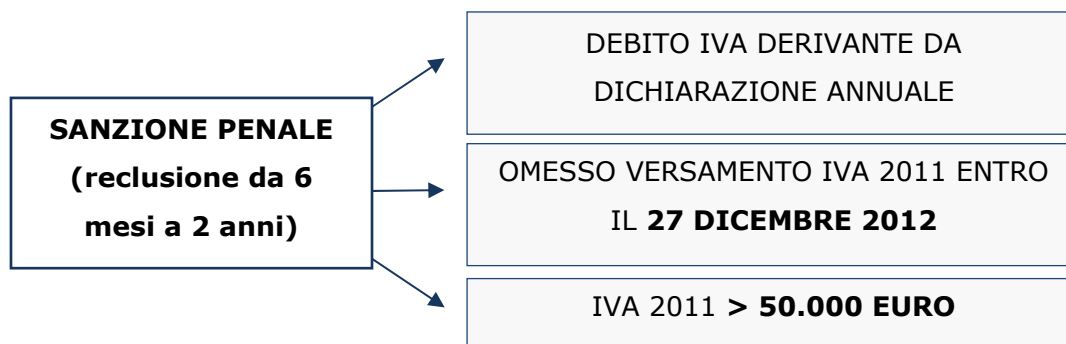 SANZIONE PENALE
(reclusione da 6
mesi a 2 anni)
DEBITO IVA DERIVANTE DA
DICHIARAZIONE ANNUALE
OMESSO VERSAMENTO IVA 2011 ENTRO
IL 27 DICEMBRE 2012
IVA 2011 > 50.000 EURO